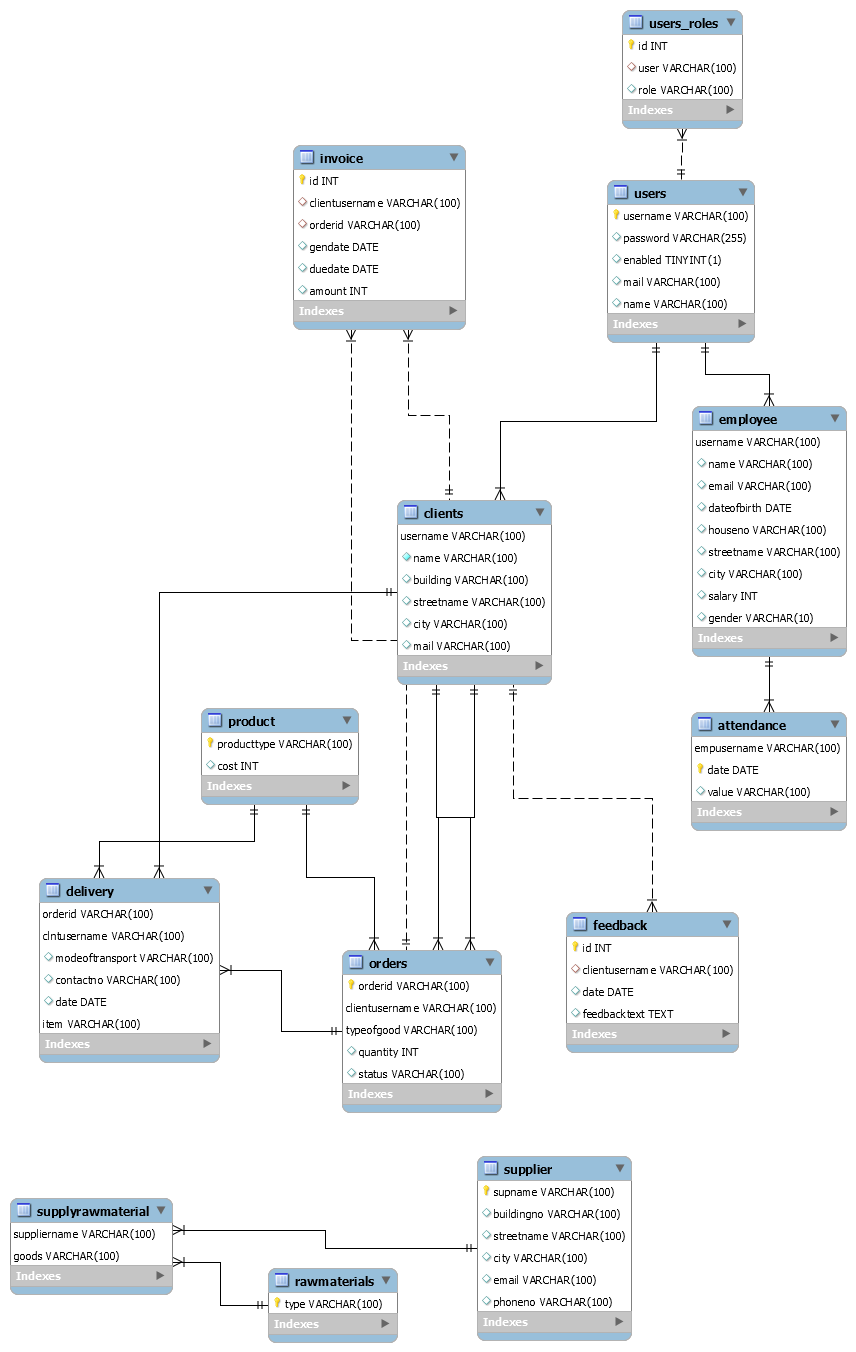 users_roles
id INT
user VARCHAR(100)
role VARCHAR(100)
Indexes
invoice
id INT
clientusername VARCHAR(100)
orderid VARCHAR(100)
gendate DATE
duedate DATE
amount INT
Indexes
users
username VARCHAR(100)
password VARCHAR(255)
enabled TINYINT(1)
mail VARCHAR(100)
name VARCHAR(100)
Indexes
employee
username VARCHAR(100)
name VARCHAR(100)
email VARCHAR(100)
dateofbirth DATE
houseno VARCHAR(100)
streetname VARCHAR(100)
city VARCHAR(100)
salary INT
gender VARCHAR(10)
Indexes
clients
username VARCHAR(100)
name VARCHAR(100)
building VARCHAR(100)
streetname VARCHAR(100)
city VARCHAR(100)
mail VARCHAR(100)
Indexes
product
producttype VARCHAR(100)
cost INT
Indexes
attendance
empusername VARCHAR(100)
date DATE
value VARCHAR(100)
Indexes
delivery
orderid VARCHAR(100)
clntusername VARCHAR(100)
modeoftransport VARCHAR(100)
contactno VARCHAR(100)
date DATE
item VARCHAR(100)
Indexes
orders
orderid VARCHAR(100)
clientusername VARCHAR(100)
typeofgood VARCHAR(100)
quantity INT
status VARCHAR(100)
Indexes
feedback
id INT
clientusername VARCHAR(100)
date DATE
feedbacktext TEXT
Indexes
supplier
supname VARCHAR(100)
buildingno VARCHAR(100)
streetname VARCHAR(100)
city VARCHAR(100)
email VARCHAR(100)
phoneno VARCHAR(100)
Indexes
supplyrawmaterial
suppliername VARCHAR(100)
goods VARCHAR(100)
Indexes
rawmaterials
type VARCHAR(100)
Indexes